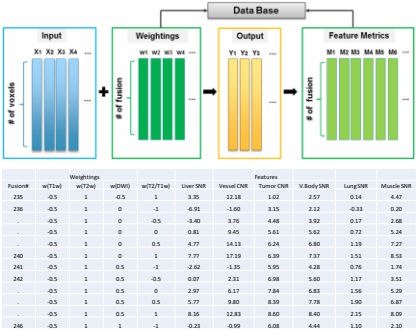 Data Base
Input
Weightings
Output
Feature Metrics
X1 X2 X3 X4 ...
w1 w2 w3 w4 ...
Y1 Y2 Y3 ...
M1 M2 M3 M4 M5 M6 ...
# of voxels
...
# of fusion
...
...
# of fusion
...
Weightings Features
Fusion# w(T1w) w(T2w) w(DWI) w(T2/T1w) Liver SNR Vessel CNR Tumor CNR V.Body SNR Lung SNR Muscle SNR
235 -0.5 1 -0.5 1 3.35 12.18 1.02 2.57 0.14 4.47
236 -0.5 1 0 -1 -6.91 -1.60 3.15 2.12 -0.33 0.20
. -0.5 1 0 -0.5 -3.40 3.76 4.48 3.92 0.17 2.68
. -0.5 1 0 0 0.81 9.45 5.61 5.62 0.72 5.24
. -0.5 1 0 0.5 4.77 14.13 6.24 6.80 1.19 7.27
240 -0.5 1 0 1 7.77 17.19 6.39 7.37 1.51 8.53
241 -0.5 1 0.5 -1 -2.62 -1.35 5.95 4.28 0.76 1.74
242 -0.5 1 0.5 -0.5 0.07 2.31 6.98 5.60 1.17 3.51
. -0.5 1 0.5 0 2.97 6.17 7.84 6.83 1.56 5.29
. -0.5 1 0.5 0.5 5.77 9.80 8.39 7.78 1.90 6.87
. -0.5 1 0.5 1 8.16 12.83 8.60 8.40 2.15 8.09
246 -0.5 1 1 -1 -0.23 -0.99 6.08 4.44 1.10 2.10